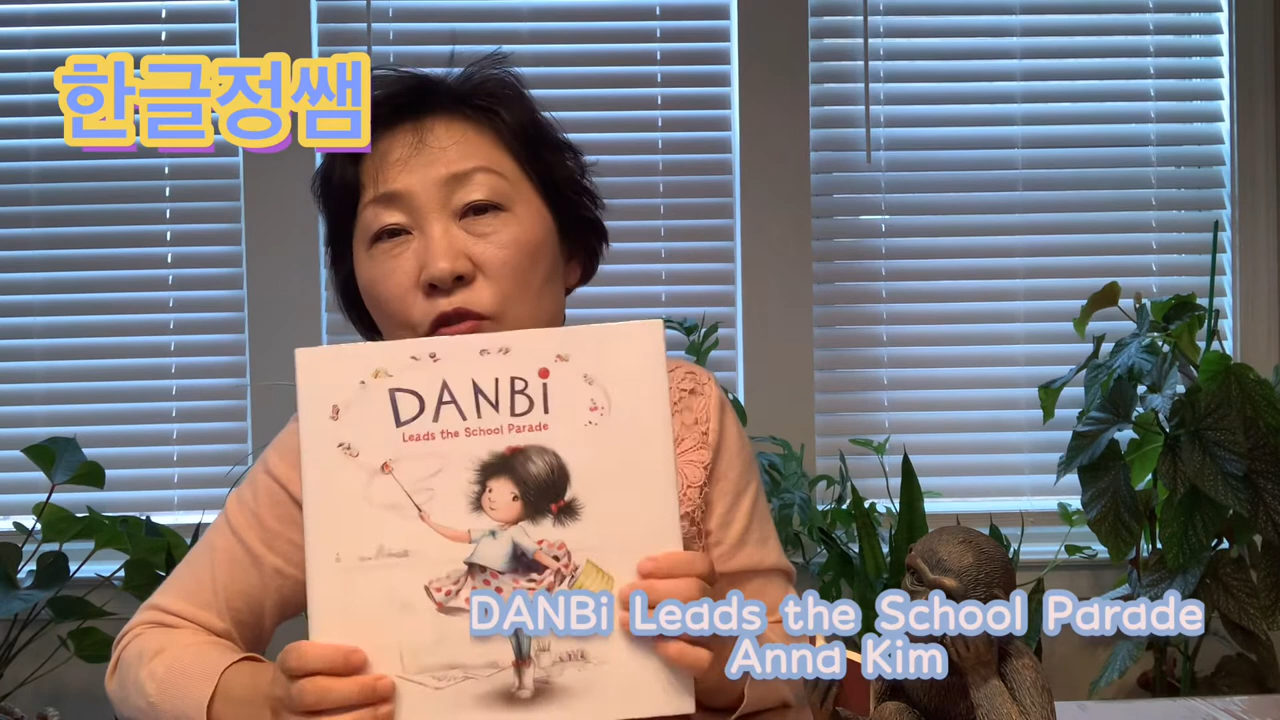 한글정쌤
DANBi
Leads the School Parade
DANBi Leads the School Parade
Anna Kim